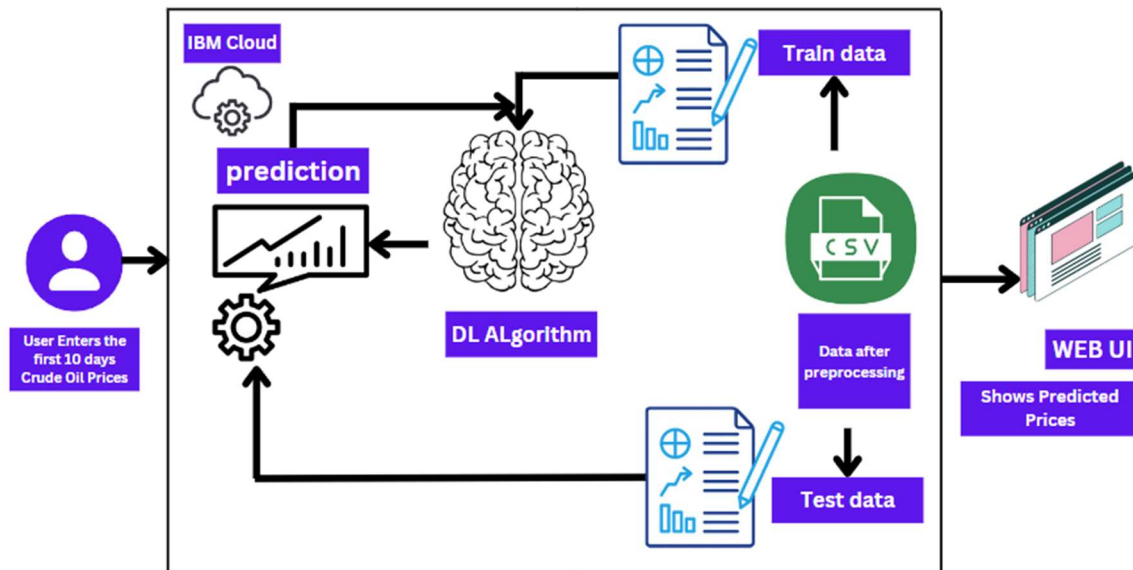 IBM Cloud
Train data
prediction
CSV
User Enters the
first 10 days
Crude Oil Prices
DL ALgorithm
Data after
preprocessing
WEB UI
Shows Predicted
Prices
Test data